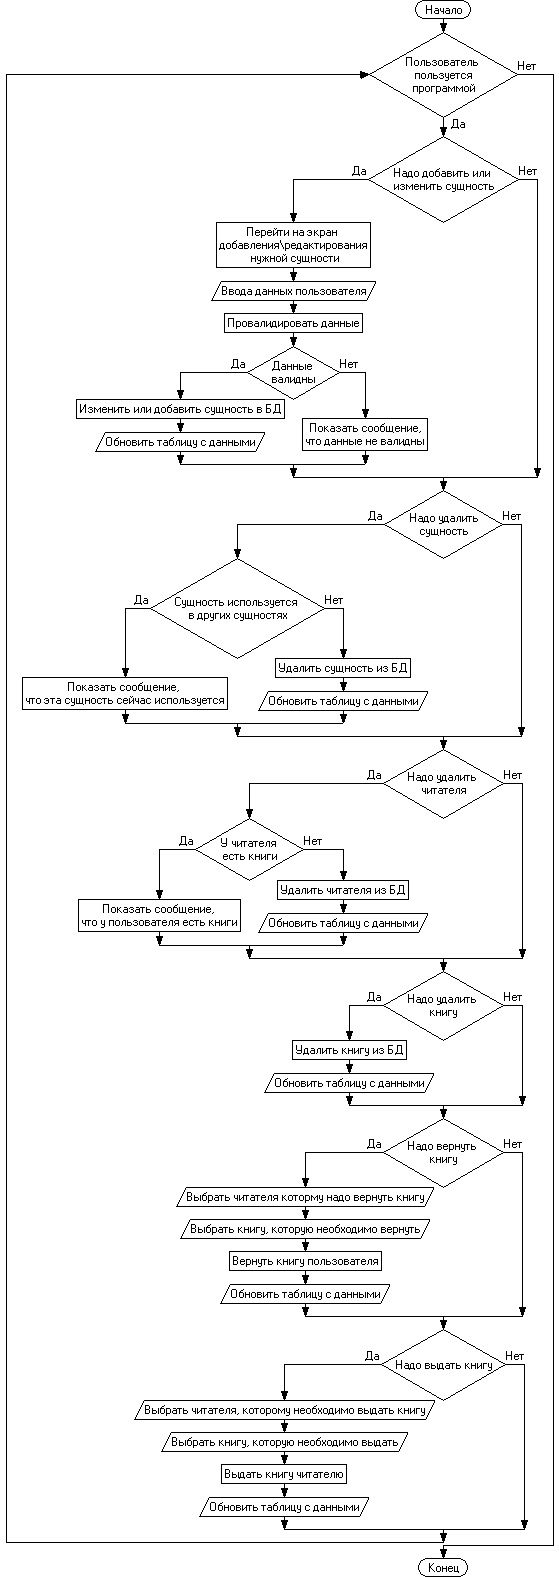 Начало
Пользователь
пользуется
программой
Нет
Да
Да
Надо добавить или
изменить сущность
Нет
Перейти на экран
добавления\редактирования
нужной сущности
Ввода данных пользователя
Провалидировать данные
Да
Данные
валидны
Нет
Изменить или добавить сущность в БД
Показать сообщение,
что данные не валидны
Обновить таблицу с данными
Да
Надо удалить
сущность
Нет
Да
Сущность используется
в других сущностях
Нет
Удалить сущность из БД
Показать сообщение,
что эта сущность сейчас используется
Обновить таблицу с данными
Да
Надо удалить
читателя
Нет
Да
У читателя
есть книги
Нет
Удалить читателя из БД
Показать сообщение,
что у пользователя есть книги
Обновить таблицу с данными
Да
Надо удалить
книгу
Нет
Удалить книгу из БД
Обновить таблицу с данными
Да
Надо вернуть
книгу
Нет
Выбрать читателя которму надо вернуть книгу
Выбрать книгу, которую необходимо вернуть
Вернуть книгу пользователя
Обновить таблицу с данными
Да
Надо выдать книгу
Нет
Выбрать читателя, которому необходимо выдать книгу
Выбрать книгу, которую необходимо выдать
Выдать книгу читателю
Обновить таблицу с данными
Конец